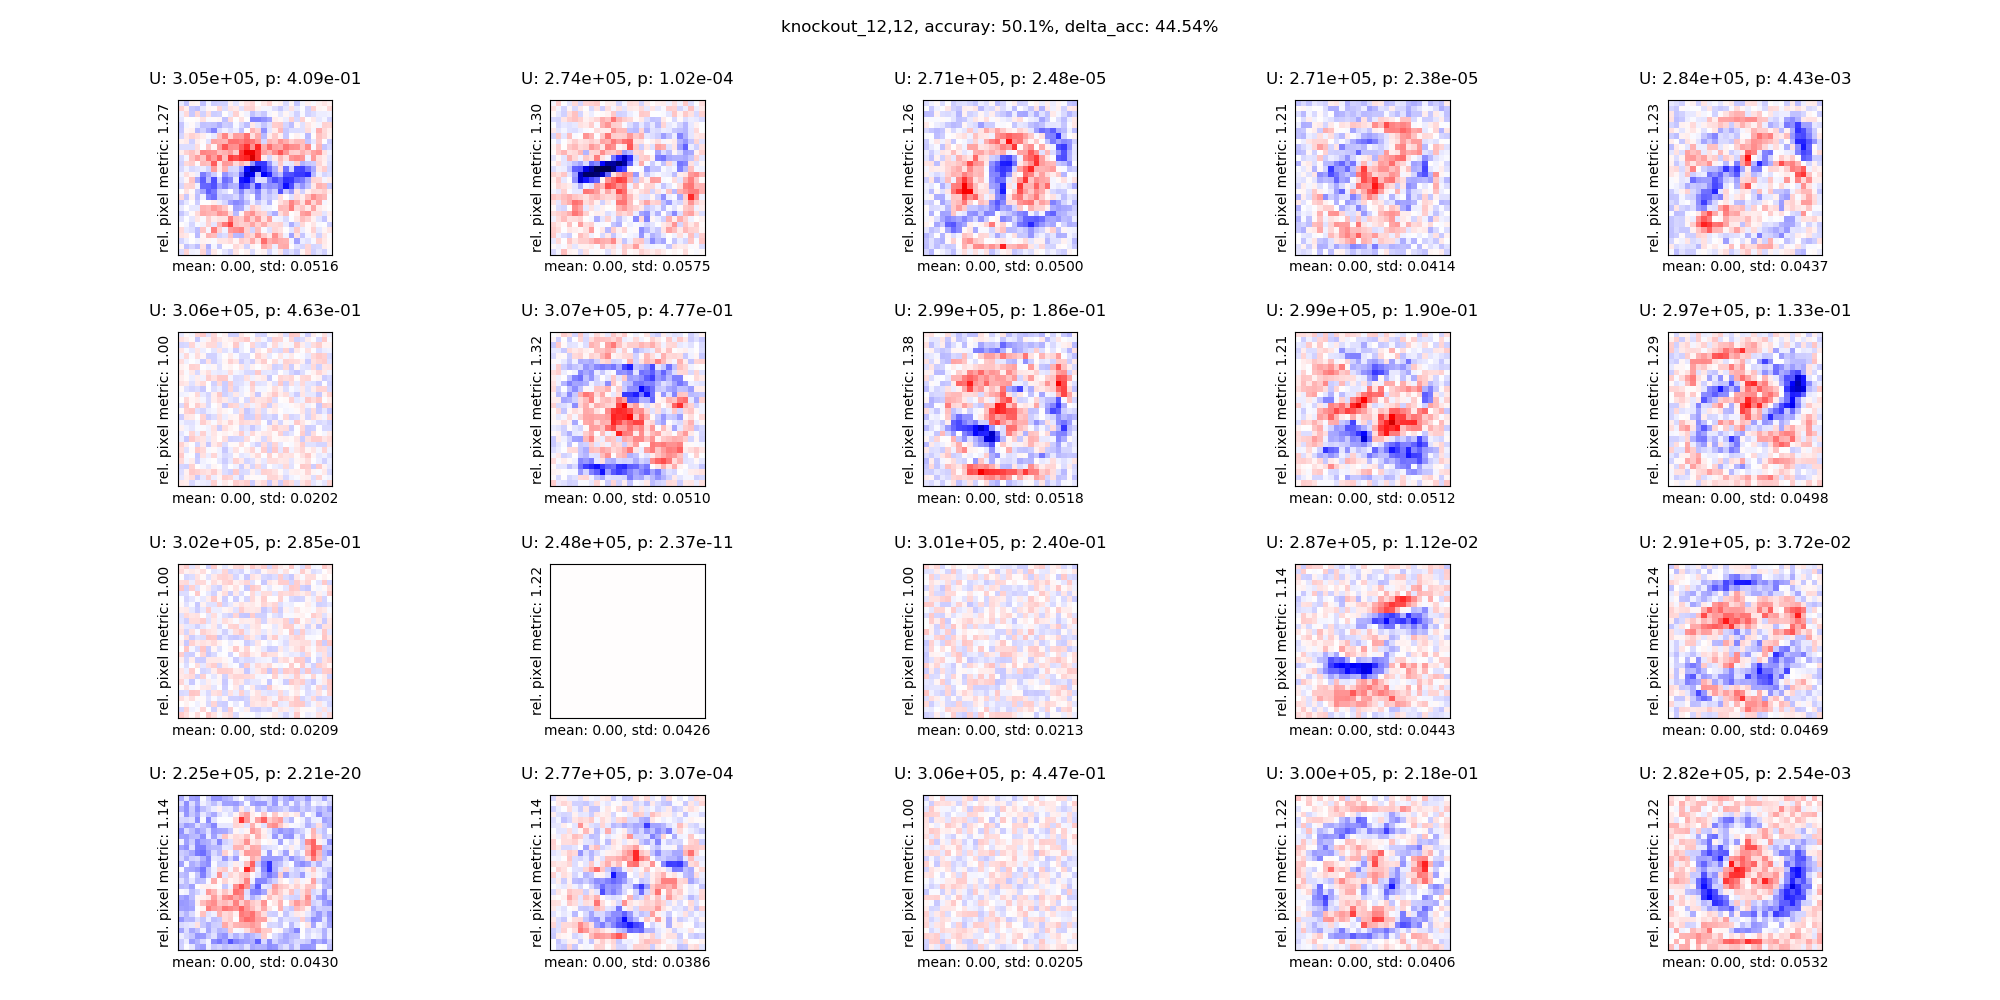 knockout_12,12, accuray: 50.1%, delta_acc: 44.54%
U: 3.05e+05, p: 4.09e-01
rel. pixel metric: 1.27
mean: 0.00, std: 0.0516
U: 2.74e+05, p: 1.02e-04
rel. pixel metric: 1.30
mean: 0.00, std: 0.0575
U: 2.71e+05, p: 2.48e-05
rel. pixel metric: 1.26
mean: 0.00, std: 0.0500
U: 2.71e+05, p: 2.38e-05
rel. pixel metric: 1.21
mean: 0.00, std: 0.0414
U: 2.84e+05, p: 4.43e-03
rel. pixel metric: 1.23
mean: 0.00, std: 0.0437
U: 3.06e+05, p: 4.63e-01
rel. pixel metric: 1.00
mean: 0.00, std: 0.0202
U: 3.07e+05, p: 4.77e-01
rel. pixel metric: 1.32
mean: 0.00, std: 0.0510
U: 2.99e+05, p: 1.86e-01
rel. pixel metric: 1.38
mean: 0.00, std: 0.0518
U: 2.99e+05, p: 1.90e-01
rel. pixel metric: 1.21
mean: 0.00, std: 0.0512
U: 2.97e+05, p: 1.33e-01
rel. pixel metric: 1.29
mean: 0.00, std: 0.0498
U: 3.02e+05, p: 2.85e-01
rel. pixel metric: 1.00
mean: 0.00, std: 0.0209
U: 2.48e+05, p: 2.37e-11
rel. pixel metric: 1.22
mean: 0.00, std: 0.0426
U: 3.01e+05, p: 2.40e-01
rel. pixel metric: 1.00
mean: 0.00, std: 0.0213
U: 2.87e+05, p: 1.12e-02
rel. pixel metric: 1.14
mean: 0.00, std: 0.0443
U: 2.91e+05, p: 3.72e-02
rel. pixel metric: 1.24
mean: 0.00, std: 0.0469
U: 2.25e+05, p: 2.21e-20
rel. pixel metric: 1.14
mean: 0.00, std: 0.0430
U: 2.77e+05, p: 3.07e-04
rel. pixel metric: 1.14
mean: 0.00, std: 0.0386
U: 3.06e+05, p: 4.47e-01
rel. pixel metric: 1.00
mean: 0.00, std: 0.0205
U: 3.00e+05, p: 2.18e-01
rel. pixel metric: 1.22
mean: 0.00, std: 0.0406
U: 2.82e+05, p: 2.54e-03
rel. pixel metric: 1.22
mean: 0.00, std: 0.0532